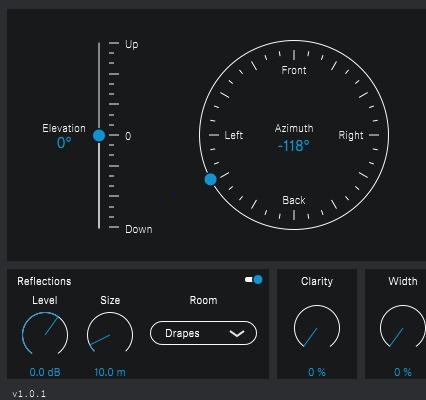 Up
Front
Elevation
0°
0
Left
Azimuth
-118°
Right
Back
Down
Reflections
Level
Size
Room
Drapes
0.0 dB
10.0 m
Clarity
0 %
Width
0 %
v1.0.1